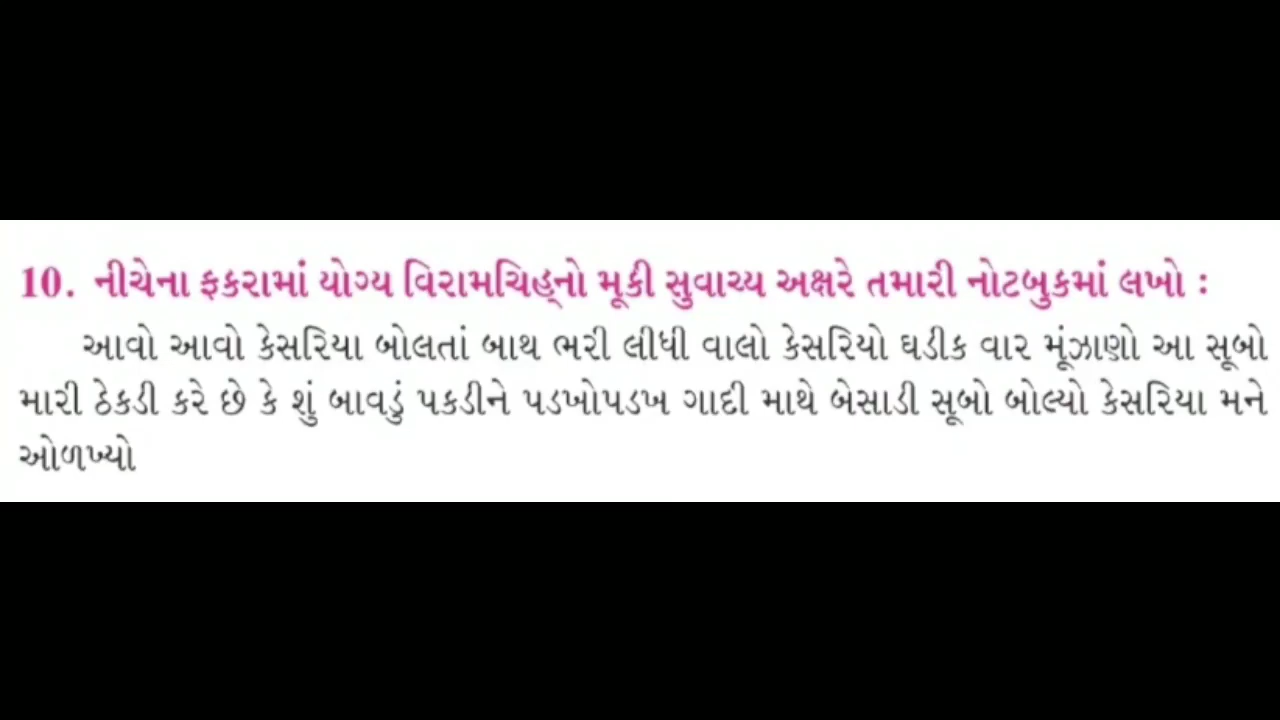 10. નીચેના ફકરામાં યોગ્ય વિરામચિહ્નો મૂકી સુવાચ્ય અક્ષરે તમારી નોટબુકમાં લખો :
આવો આવો કેસરિયા બોલતાં બાથ ભરી લીધી વાલો કેસરિયો ઘડીક વાર મૂંઝાણો આ સૂબો
મારી ઠેકડી કરે છે કે શું બાવડું પકડીને પડખોપડખ ગાદી માથે બેસાડી સૂબો બોલ્યો કેસરિયા મને
ઓળખ્યો